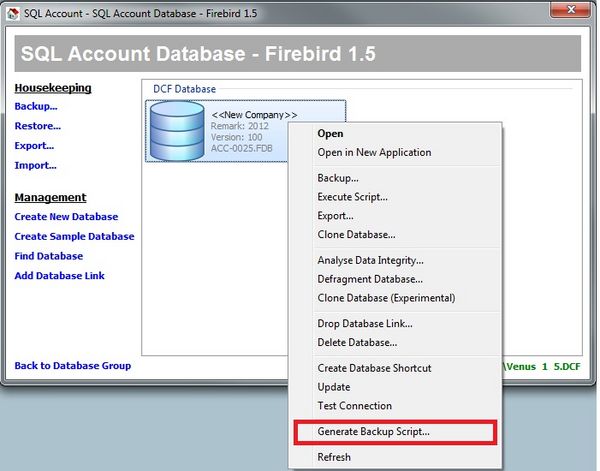 SQL Account - SQL Account Database - Firebird 1.5
SQL Account Database - Firebird 1.5
Housekeeping
Backup...
Restore...
Export...
Import...
Management
Create New Database
Create Sample Database
Find Database
Add Database Link
Back to Database Group
DCF Database
<<New Company>>
Remark: 2012
Version: 100
ACC-0025.FDB
Open
Open in New Application
Backup...
Execute Script...
Export...
Clone Database...
Analyse Data Integrity...
Defragment Database...
Clone Database (Experimental)
Drop Database Link...
Delete Database...
Create Database Shortcut
Update
Test Connection
Generate Backup Script...
Refresh
\Venus 1 5.DCF